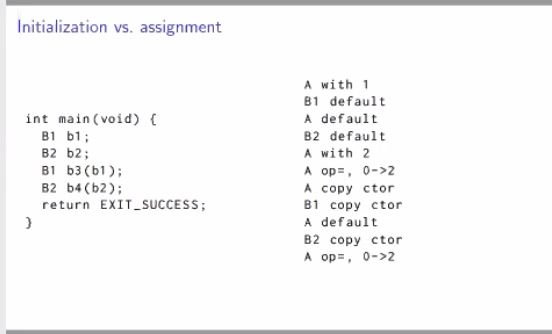 Initialization vs. assignment
int main(void) {
B1 b1;
B2 b2;
B1 b3(b1);
B2 b4(b2);
return EXIT_SUCCESS;
}
A with 1
B1 default
A default
B2 default
A with 2
A op=, 0->2
A copy ctor
B1 copy ctor
A default
B2 copy ctor
A op=, 0->2